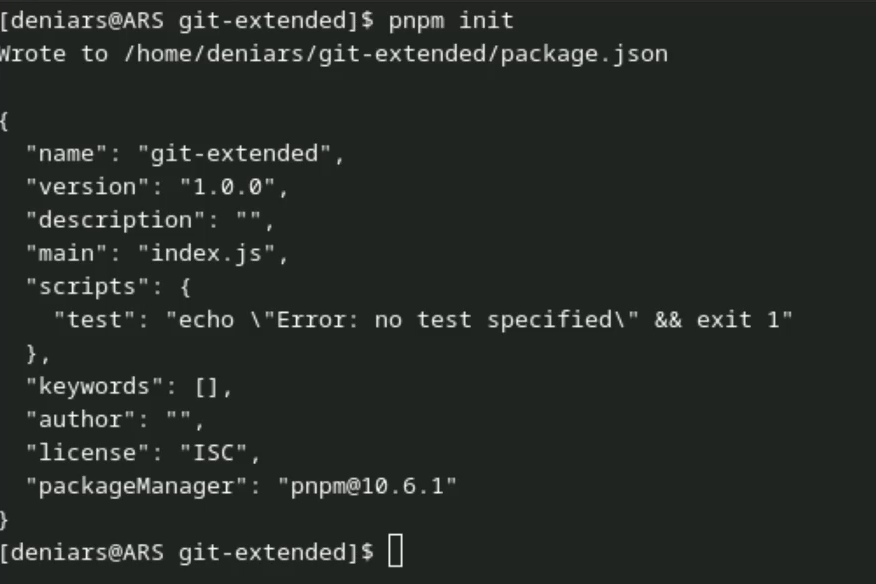 [deniars@ARS git-extended]$ pnpm init
Wrote to /home/deniars/git-extended/package.json
{
  "name": "git-extended",
  "version": "1.0.0",
  "description": "",
  "main": "index.js",
  "scripts": {
    "test": "echo \"Error: no test specified\" && exit 1"
  },
  "keywords": [],
  "author": "",
  "license": "ISC",
  "packageManager": "pnpm@10.6.1"
}
[deniars@ARS git-extended]$